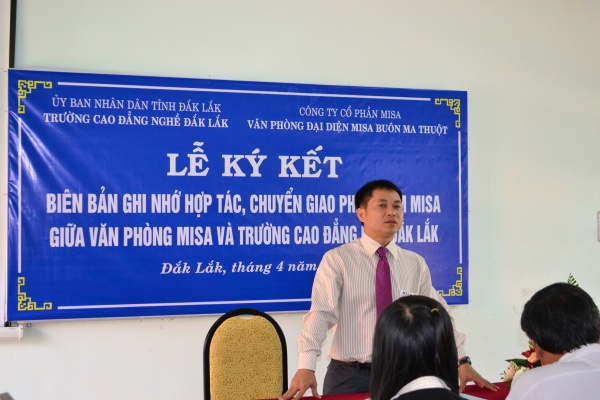 ỦY BAN NHÂN DÂN TỈNH ĐẮK LẮK
TRƯỜNG CAO ĐẲNG NGHỀ ĐẮK LẮK
CÔNG TY CỔ PHẦN MISA
VĂN PHÒNG ĐẠI DIỆN MISA BUÔN MA THUỘT
LỄ KÝ KẾT
BIÊN BẢN GHI NHỚ HỢP TÁC, CHUYỂN GIAO MISA
GIỮA VĂN PHÒNG MISA VÀ TRƯỜNG CAO ĐẲNG ĐẮK LẮK
Đắk Lắk, tháng 4 năm